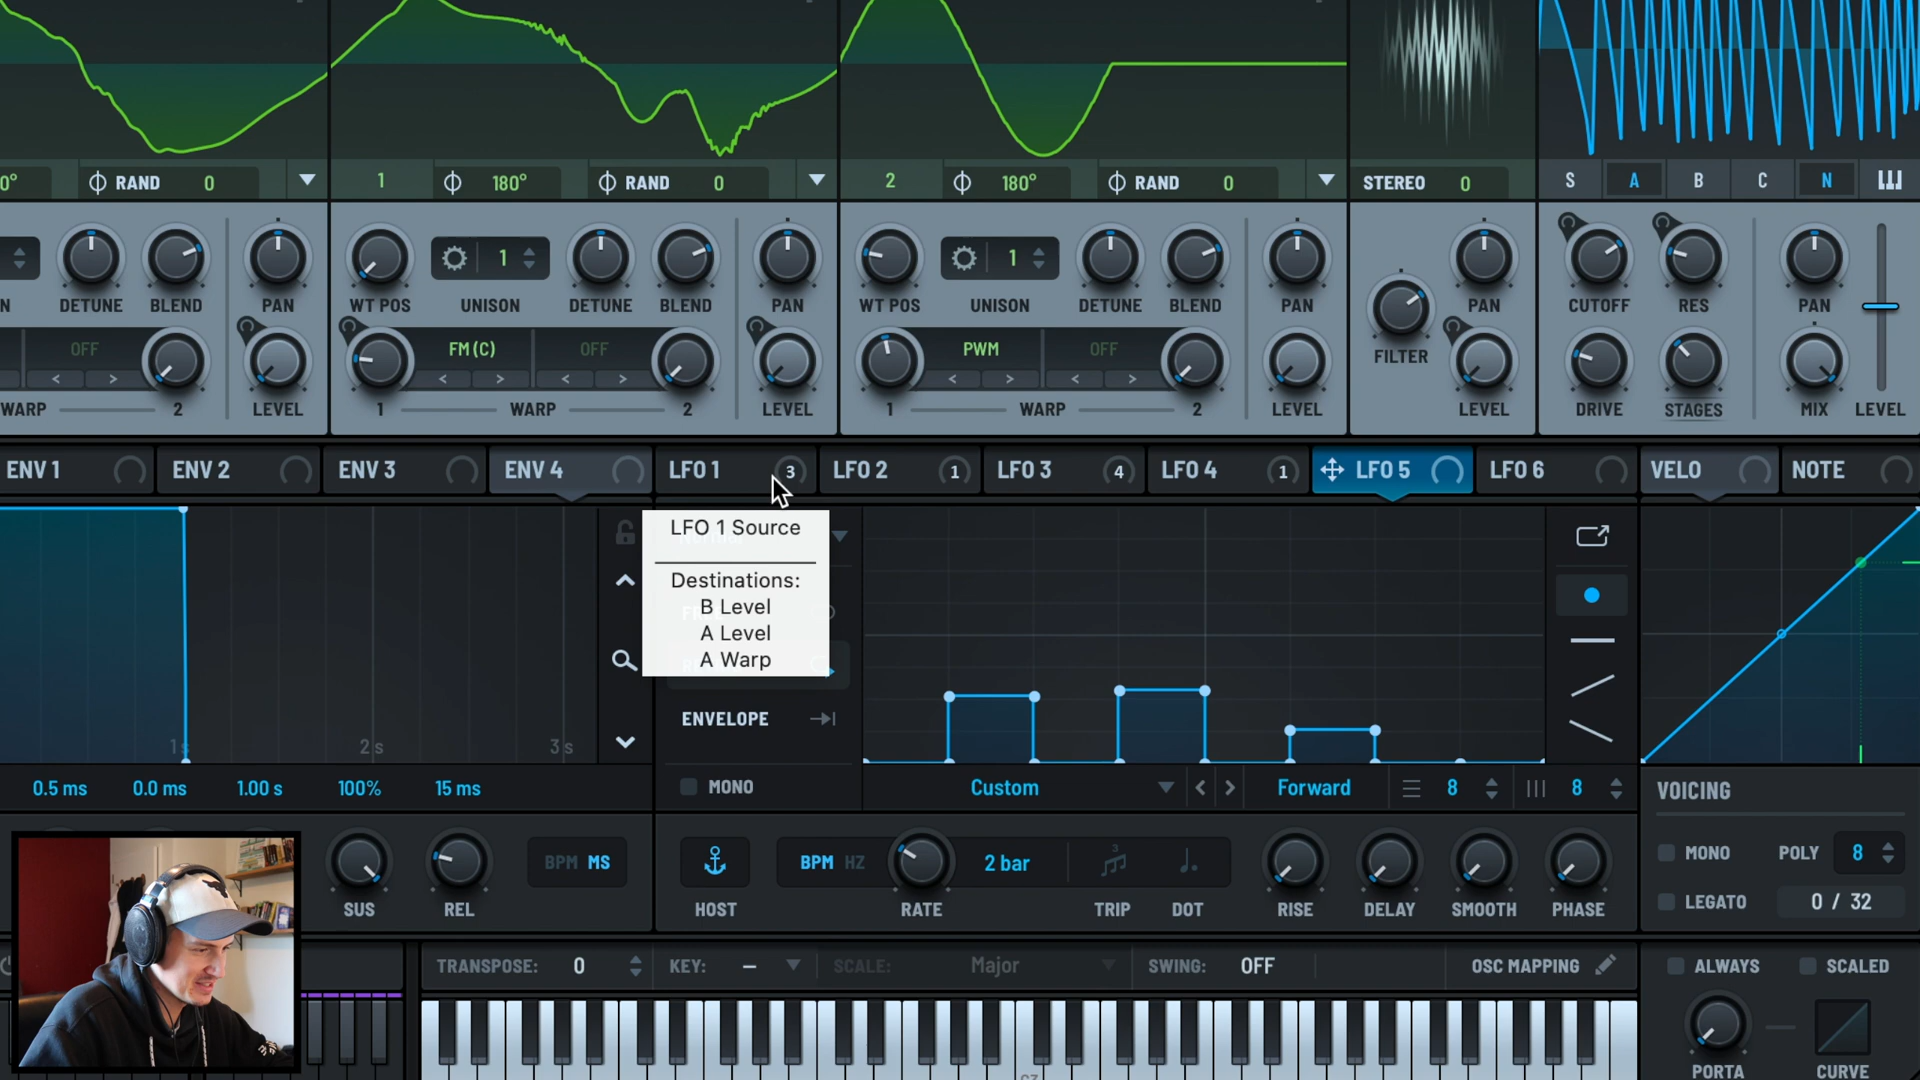 0° RAND 0
1 180° RAND 0
2 180° RAND 0
STEREO 0
S A B C N
N DETUNE BLEND PAN
WT POS UNISON 1 DETUNE BLEND PAN
WT POS UNISON 1 DETUNE BLEND PAN
PAN
CUTOFF RES PAN
OFF
FM (C) OFF
PWM OFF
FILTER
< >
< > < >
< > < >
WARP 2 LEVEL
1 WARP 2 LEVEL
1 WARP 2 LEVEL
LEVEL
DRIVE STAGES MIX LEVEL
ENV 1 ENV 2 ENV 3 ENV 4 LFO 1 3 LFO 2 1 LFO 3 4 LFO 4 1 LFO 5 LFO 6 VELO NOTE
LFO 1 Source
Destinations:
B Level
A Level
A Warp
ENVELOPE
1s 2s 3s
MONO
0.5 ms 0.0 ms 1.00 s 100% 15 ms
Custom < > Forward 8 8
VOICING
MONO POLY 8
LEGATO 0 / 32
SUS REL BPM MS
HOST BPM HZ RATE 2 bar 3 TRIP DOT RISE DELAY SMOOTH PHASE
TRANSPOSE: 0 KEY: – SCALE: Major SWING: OFF OSC MAPPING
ALWAYS SCALED
PORTA CURVE